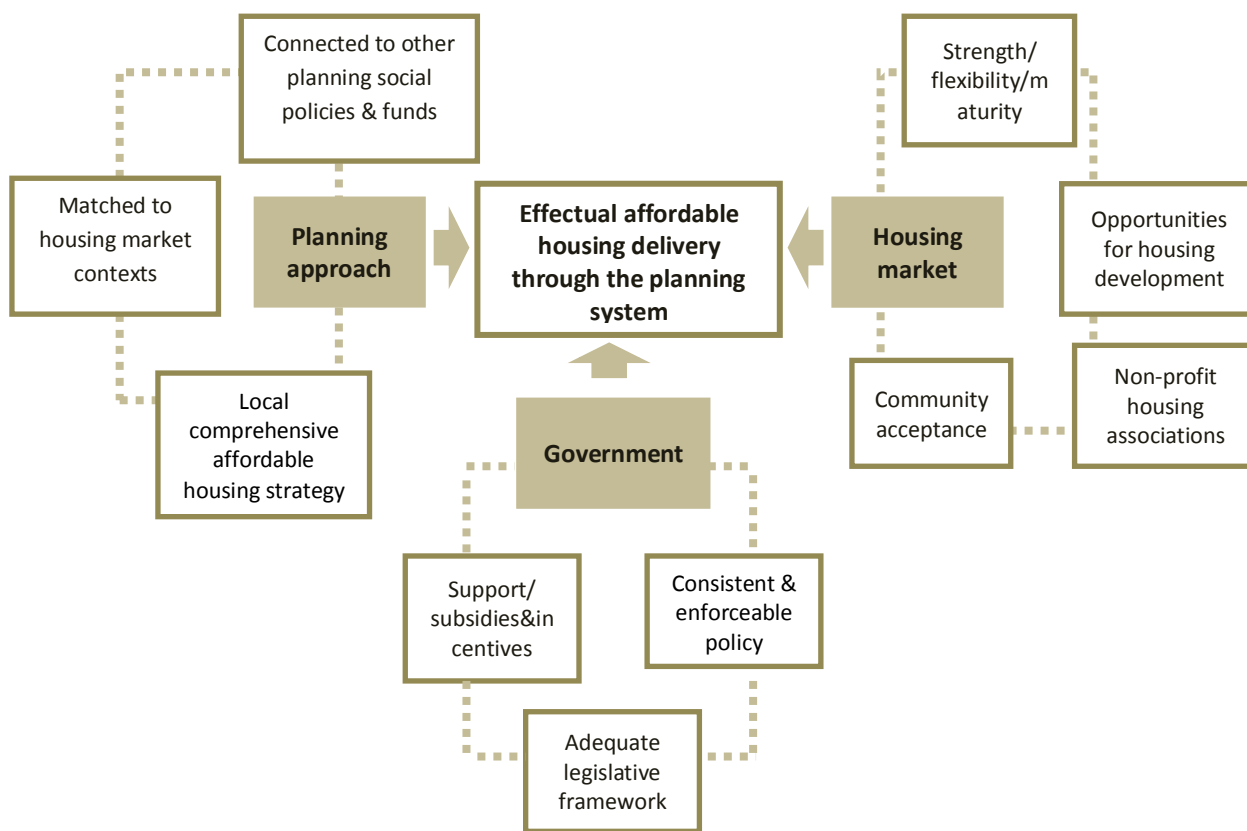 Connected to other
planning social
policies & funds
Matched to
housing market
contexts
Planning
approach
Local
comprehensive
affordable
housing strategy
Effectual affordable
housing delivery
through the planning
system
Strength/
flexibility/m
aturity
Housing
market
Opportunities
for housing
development
Community
acceptance
Non-profit
housing
associations
Government
Support/
subsidies&in
centives
Consistent &
enforceable
policy
Adequate
legislative
framework